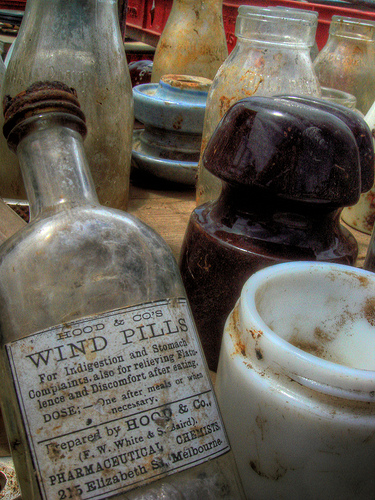 HOOD & CO'S
WIND PILLS
For Indigestion and Stomach
Complaints, also for relieving Flatu-
lence and Discomfort after eating.
DOSE: — One after meals or when
necessary.
Prepared by HOOD & Co.,
(F. W. White & S. Baird).
PHARMACEUTICAL CHEMISTS
215 Elizabeth St., Melbourne.